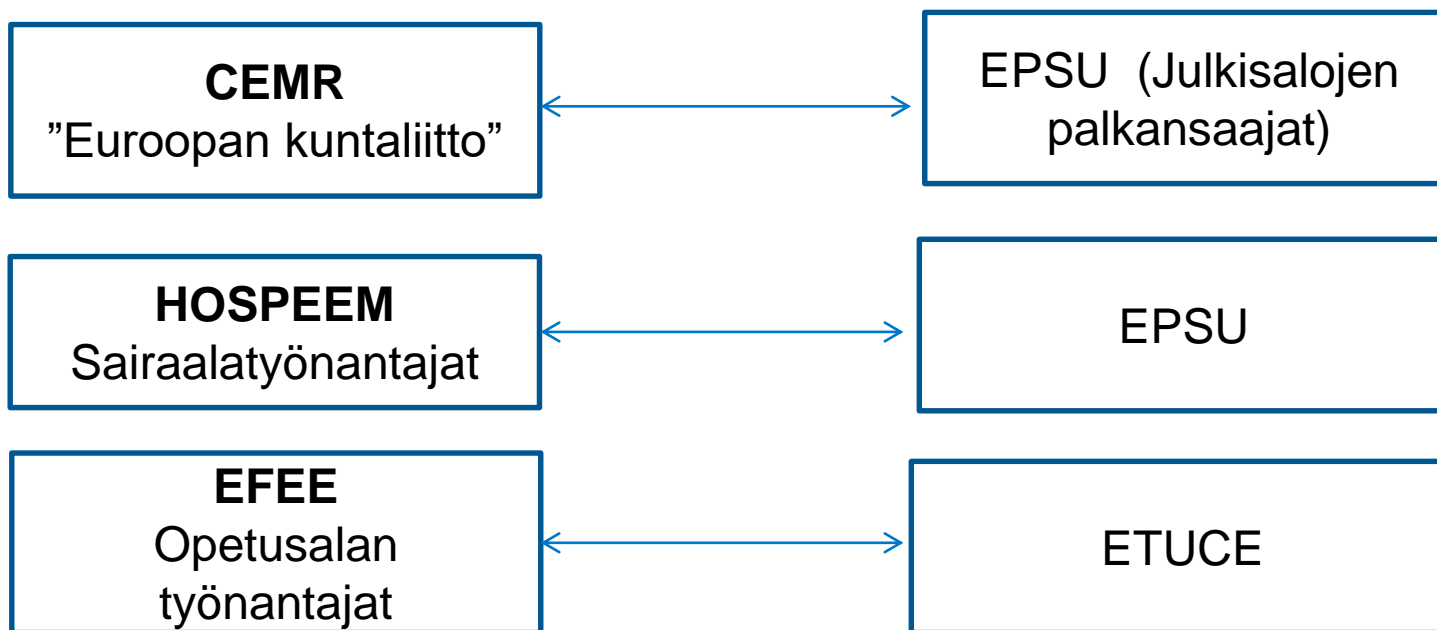 CEMR
”Euroopan kuntaliitto”
EPSU (Julkisalojen
palkansaajat)
HOSPEEM
Sairaalatyönantajat
EPSU
EFEE
Opetusalan
työnantajat
ETUCE